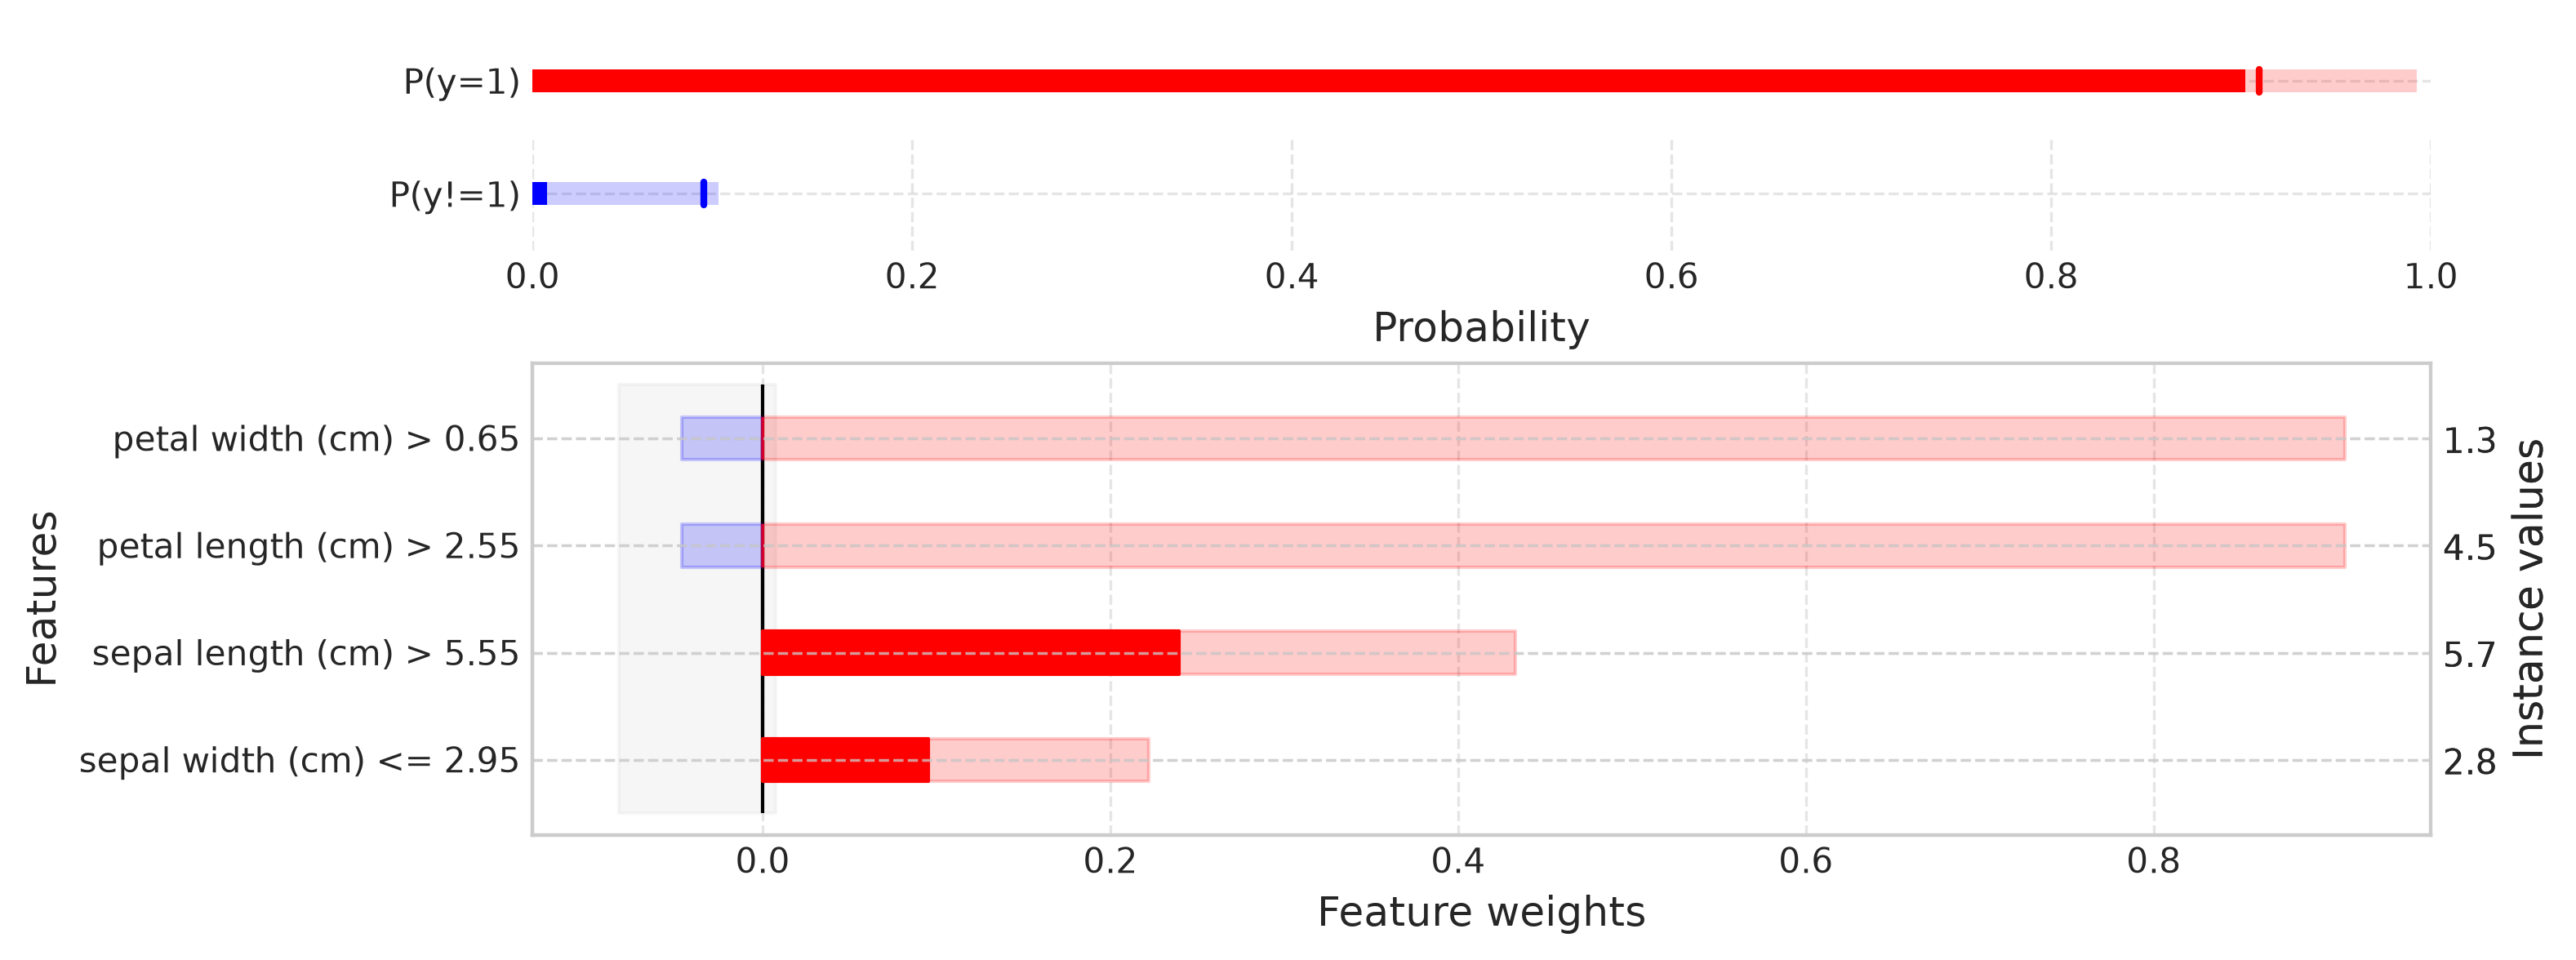 P(y=1)
P(y!=1)
0.0 0.2 0.4 0.6 0.8 1.0
Probability
Features
petal width (cm) > 0.65 1.3
petal length (cm) > 2.55 4.5
sepal length (cm) > 5.55 5.7
sepal width (cm) <= 2.95 2.8
Instance values
0.0 0.2 0.4 0.6 0.8
Feature weights